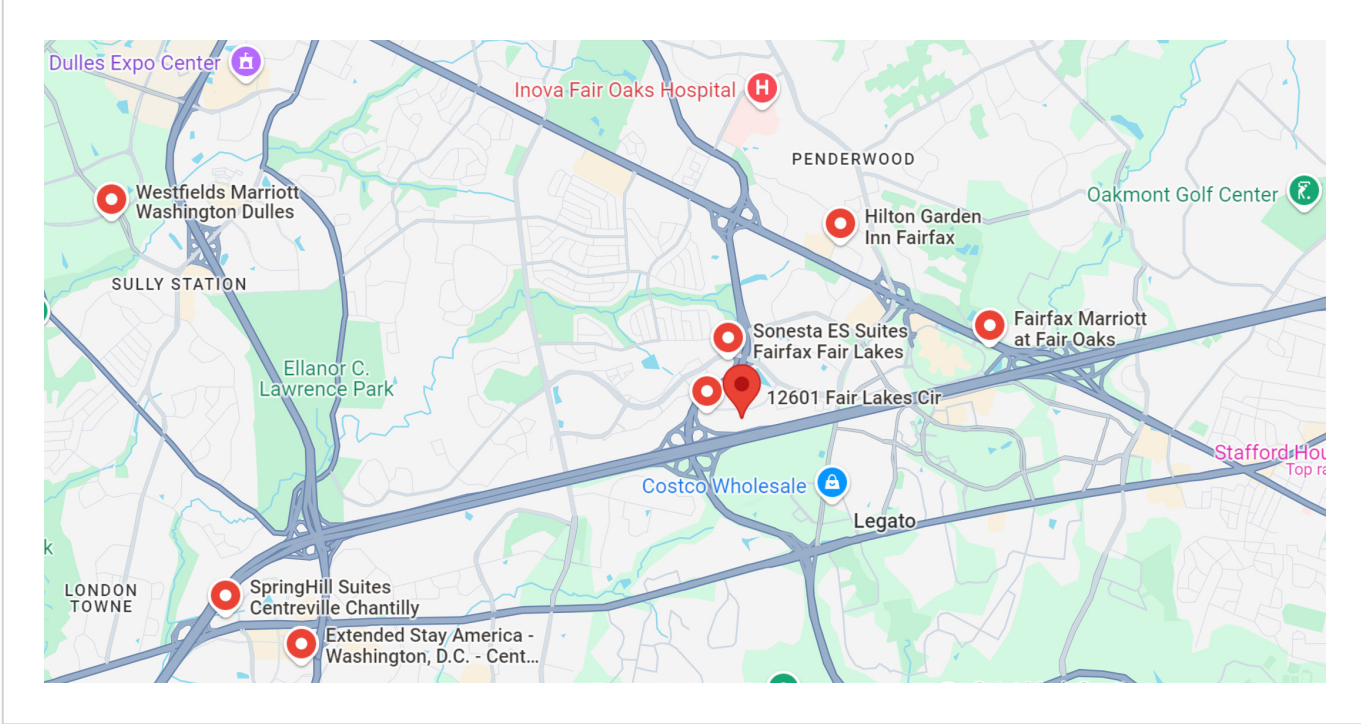 Dulles Expo Center
Inova Fair Oaks Hospital
H
PENDERWOOD
Westfields Marriott
Washington Dulles
Oakmont Golf Center
Hilton Garden
Inn Fairfax
SULLY STATION
Fairfax Marriott
at Fair Oaks
Sonesta ES Suites
Fairfax Fair Lakes
Ellanor C.
Lawrence Park
12601 Fair Lakes Cir
Stafford Hou
Top ra
Costco Wholesale
Legato
k
LONDON
TOWNE
SpringHill Suites
Centreville Chantilly
Extended Stay America -
Washington, D.C. - Cent...